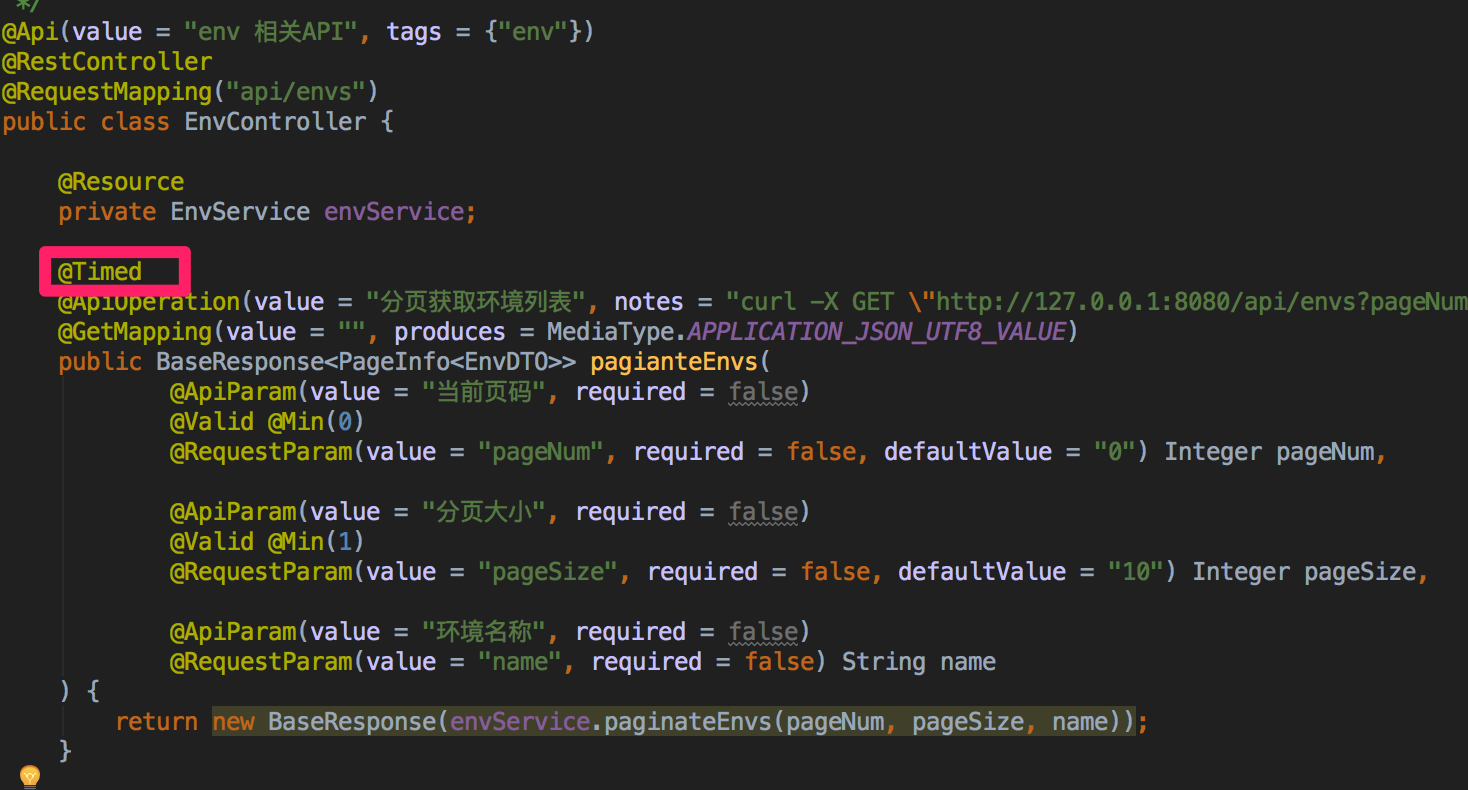 */
@Api(value = "env 相关API", tags = {"env"})
@RestController
@RequestMapping("api/envs")
public class EnvController {
@Resource
private EnvService envService;
@Timed
@ApiOperation(value = "分页获取环境列表", notes = "curl -X GET \"http://127.0.0.1:8080/api/envs?pageNum
@GetMapping(value = "", produces = MediaType.APPLICATION_JSON_UTF8_VALUE)
public BaseResponse<PageInfo<EnvDTO>> pagianteEnvs(
@ApiParam(value = "当前页码", required = false)
@Valid @Min(0)
@RequestParam(value = "pageNum", required = false, defaultValue = "0") Integer pageNum,
@ApiParam(value = "分页大小", required = false)
@Valid @Min(1)
@RequestParam(value = "pageSize", required = false, defaultValue = "10") Integer pageSize,
@ApiParam(value = "环境名称", required = false)
@RequestParam(value = "name", required = false) String name
) {
return new BaseResponse(envService.paginateEnvs(pageNum, pageSize, name));
}